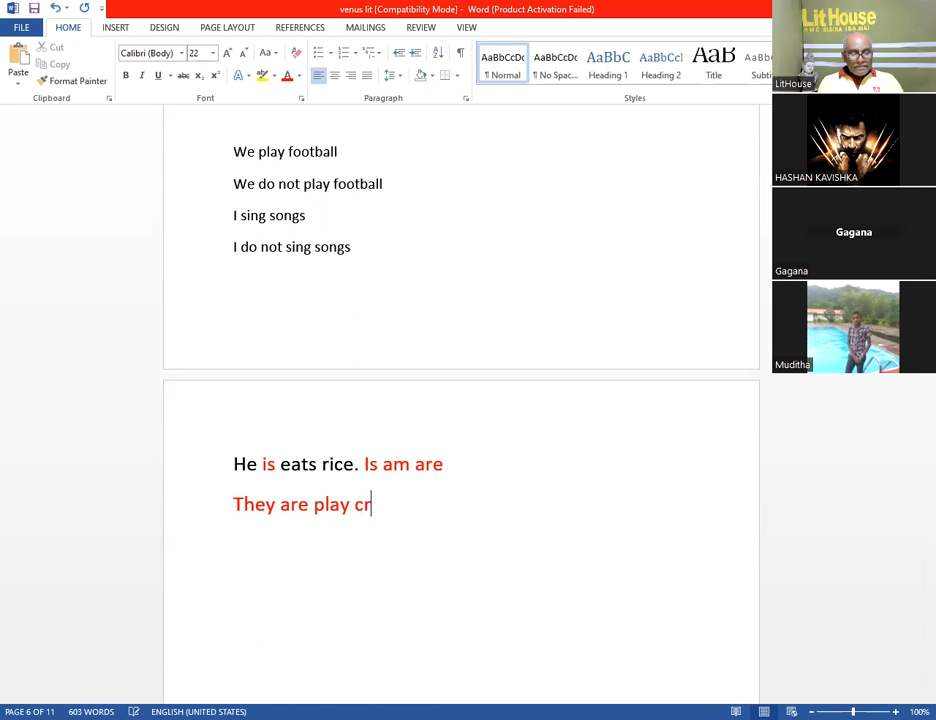 venus lit [Compatibility Mode] - Word (Product Activation Failed)
FILE HOME INSERT DESIGN PAGE LAYOUT REFERENCES MAILINGS REVIEW VIEW
Paste
Cut
Copy
Format Painter
Clipboard
Calibri (Body) 22
Font
Paragraph
AaBbCcDc AaBbCcDc AaBbC AaBbCc AaB
¶ Normal ¶ No Spac... Heading 1 Heading 2 Title Subti
Styles
LitHouse
LitHouse
HASHAN KAVISHKA
Gagana
Gagana
Muditha
We play football
We do not play football
I sing songs
I do not sing songs
He is eats rice. Is am are
They are play cr
PAGE 6 OF 11 603 WORDS ENGLISH (UNITED STATES) 100%